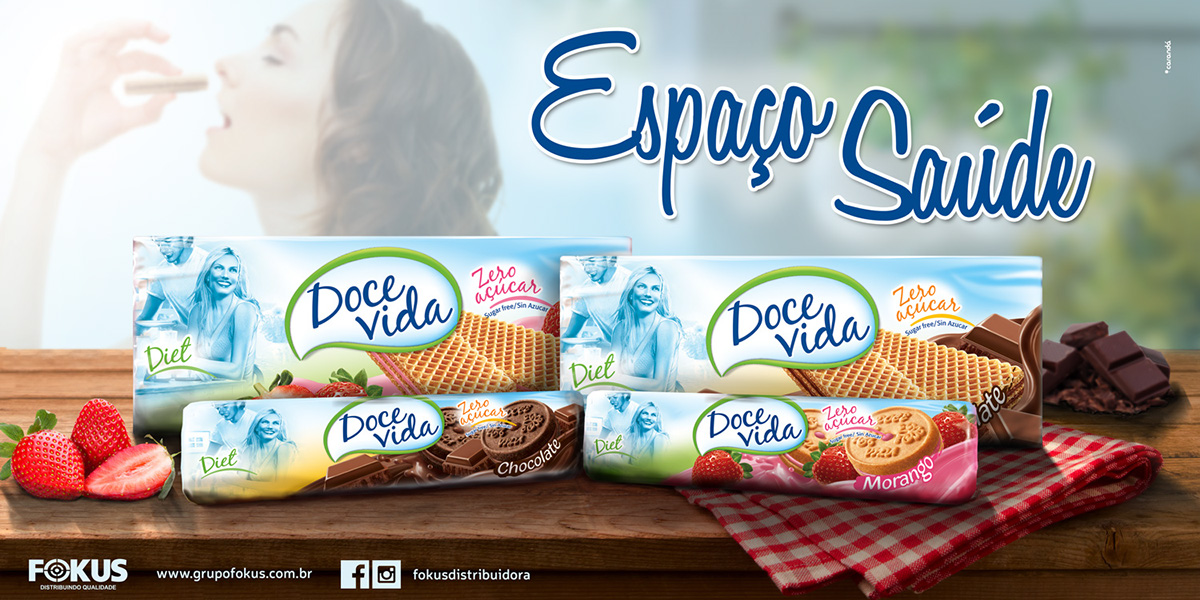 Espaço
Saúde
*carandá
Doce
vida
Zero
açúcar
Sugar free/Sin Azucar
Diet
Doce
vida
Zero
açúcar
Sugar free/Sin Azucar
Diet
Doce
vida
Zero
açúcar
Diet
Chocolate
Doce
vida
Zero
açúcar
Diet
Morango
FOKUS
DISTRIBUINDO QUALIDADE
www.grupofokus.com.br
fokusdistribuidora